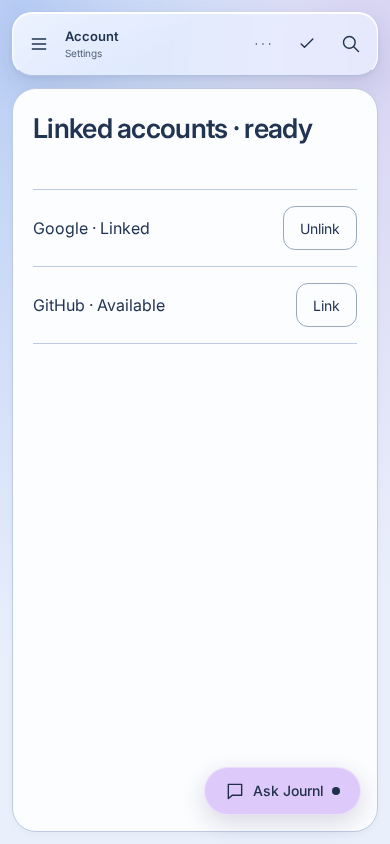 Account
Settings
...
Linked accounts · ready
Google · Linked
Unlink
GitHub · Available
Link
Ask Journl